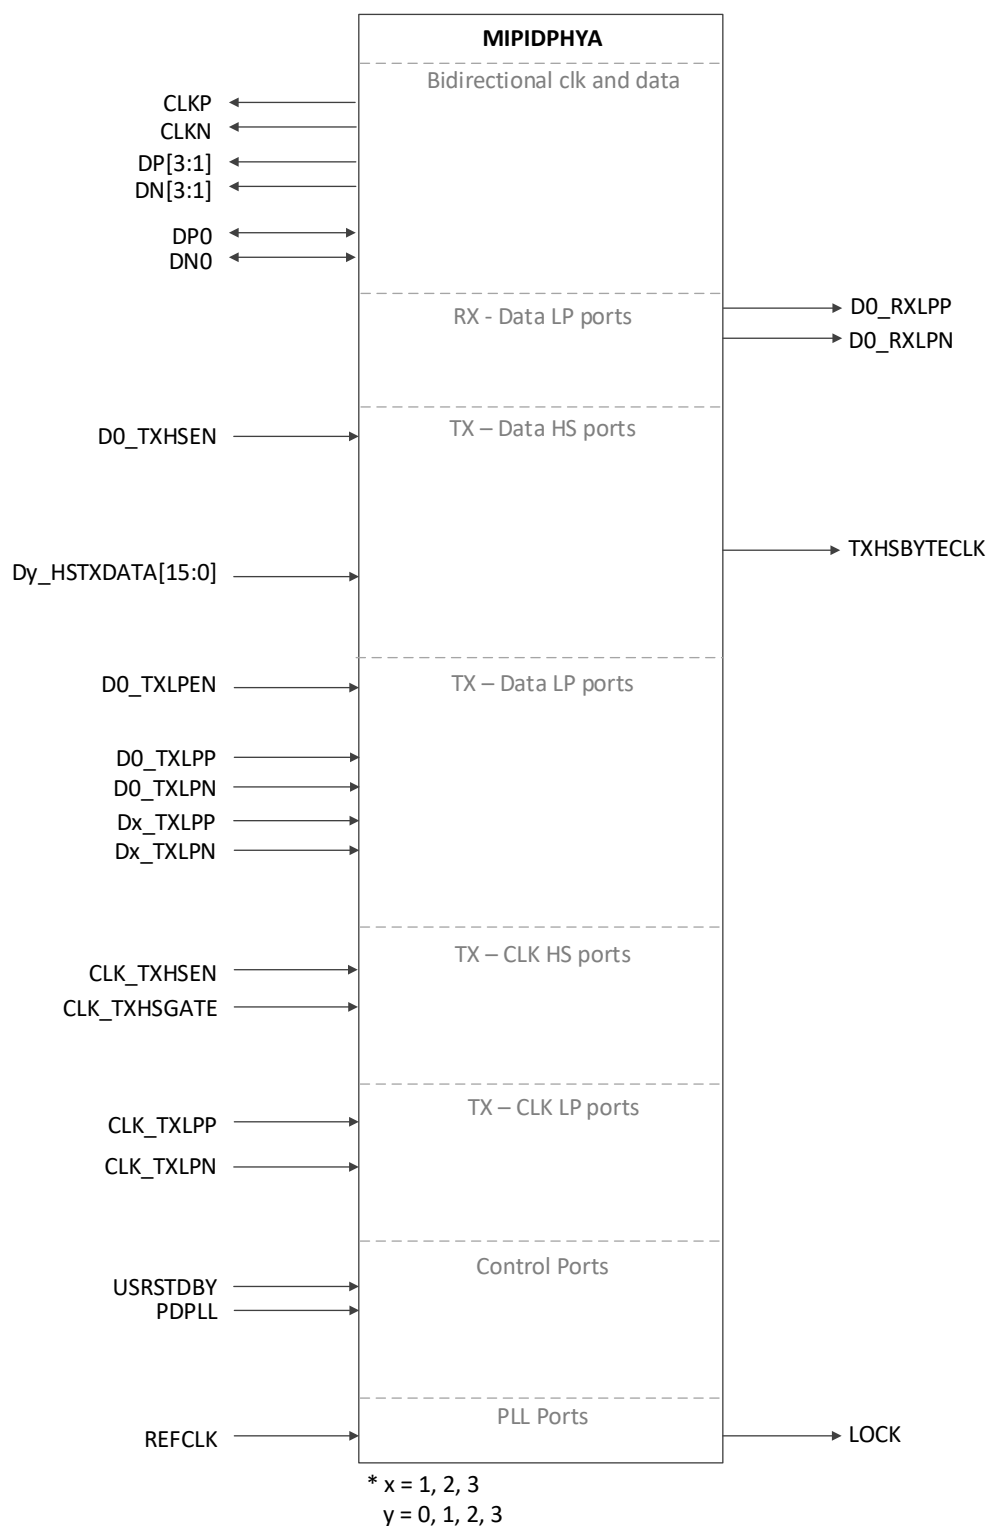 MIPIDPHYA
Bidirectional clk and data
CLKP
CLKN
DP[3:1]
DN[3:1]
DP0
DN0
RX - Data LP ports
D0_RXLPP
D0_RXLPN
TX – Data HS ports
D0_TXHSEN
TXHSBYTECLK
Dy_HSTXDATA[15:0]
TX – Data LP ports
D0_TXLPEN
D0_TXLPP
D0_TXLPN
Dx_TXLPP
Dx_TXLPN
TX – CLK HS ports
CLK_TXHSEN
CLK_TXHSGATE
TX – CLK LP ports
CLK_TXLPP
CLK_TXLPN
Control Ports
USRSTDBY
PDPLL
PLL Ports
REFCLK
LOCK
* x = 1, 2, 3
y = 0, 1, 2, 3